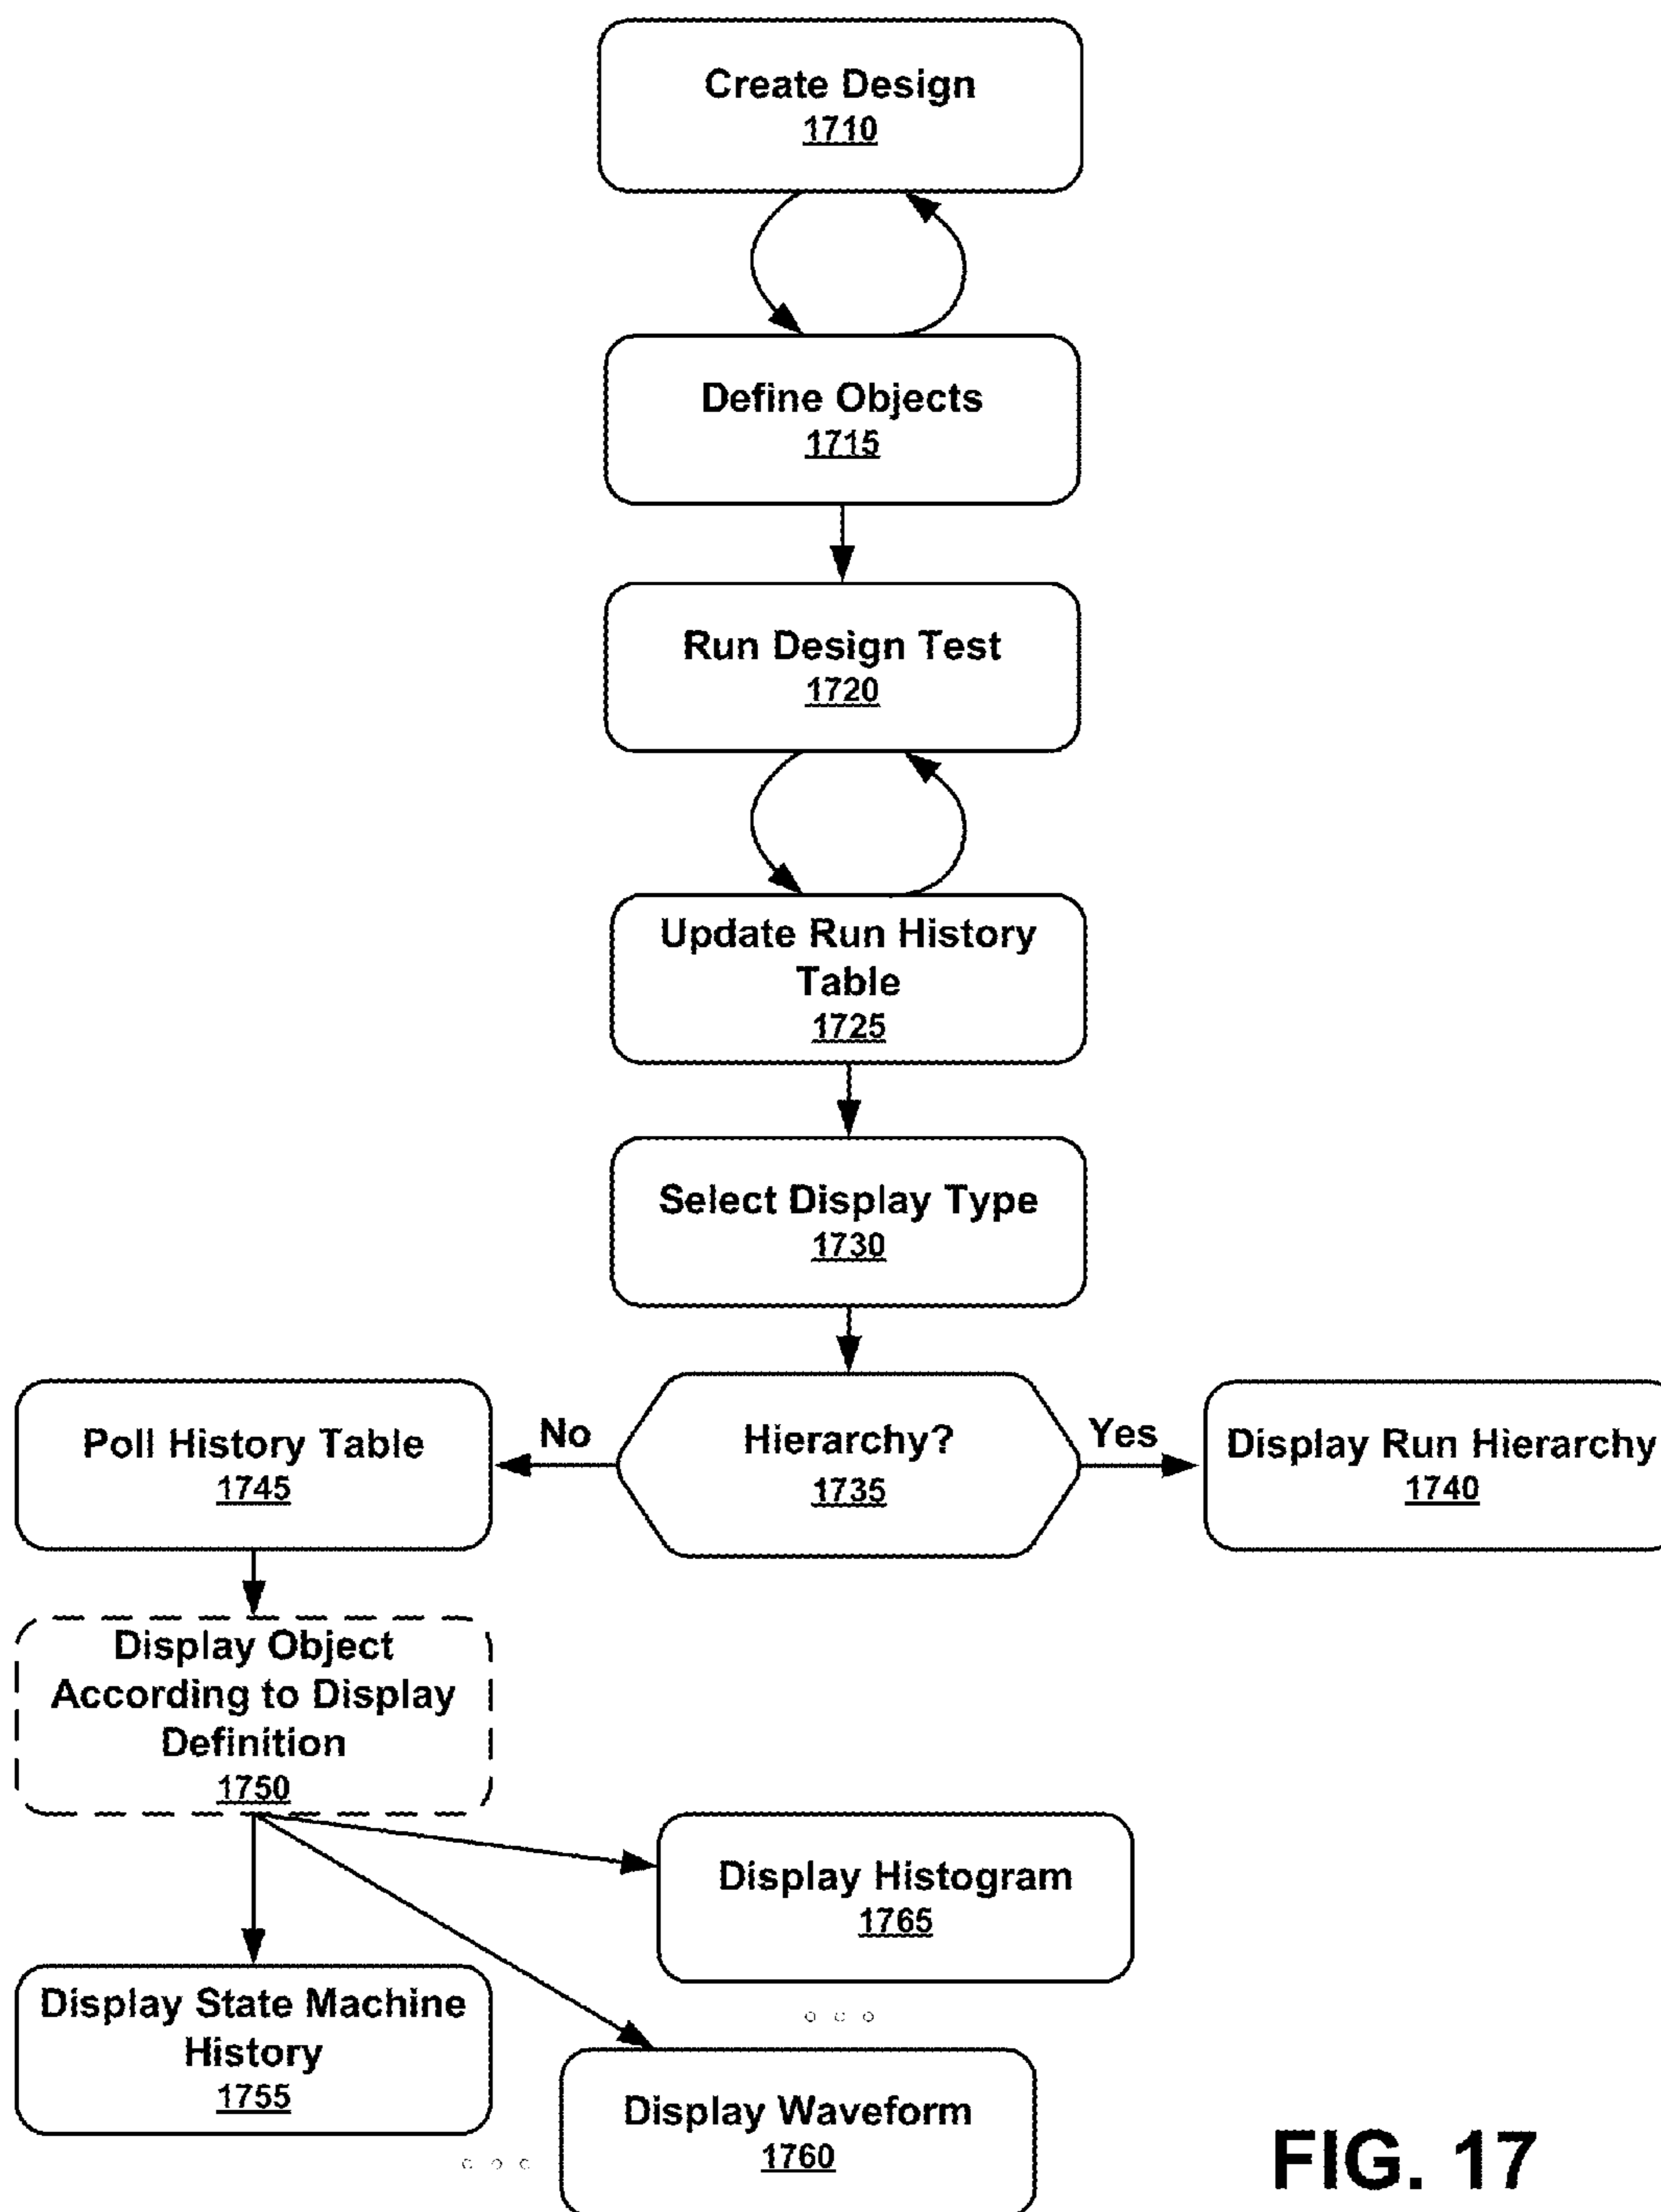 Create Design
1710
Define Objects
1715
Run Design Test
1720
Update Run History
Table
1725
Select Display Type
1730
Hierarchy?
1735
No
Yes
Poll History Table
1745
Display Run Hierarchy
1740
Display Object
According to Display
Definition
1750
Display Histogram
1765
Display State Machine
History
1755
Display Waveform
1760
FIG. 17